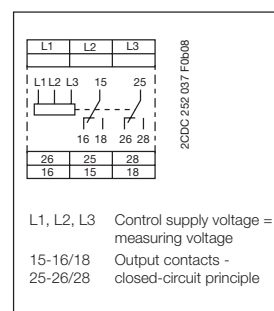 L1 L2 L3
L1 L2 L3 15 25
16 18 26 28
26 25 28
16 15 18
2CDC 252 037 F0b08
L1, L2, L3 Control supply voltage =
measuring voltage
15-16/18 Output contacts -
25-26/28 closed-circuit principle